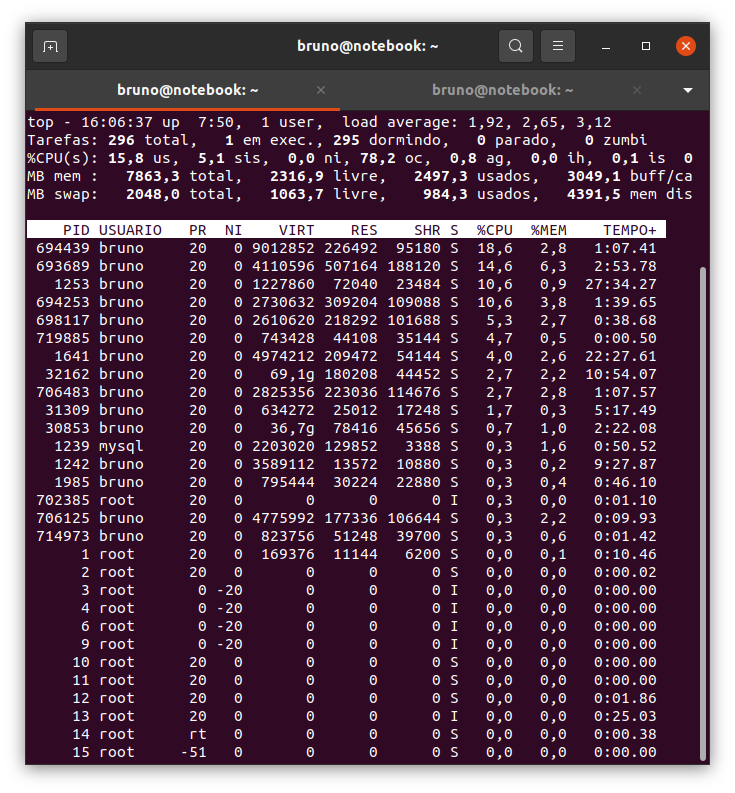 bruno@notebook: ~
bruno@notebook: ~ × bruno@notebook: ~ ×
top - 16:06:37 up  7:50,  1 user,  load average: 1,92, 2,65, 3,12
Tarefas: 296 total,   1 em exec., 295 dormindo,   0 parado,   0 zumbi
%CPU(s): 15,8 us,  5,1 sis,  0,0 ni, 78,2 oc,  0,8 ag,  0,0 ih,  0,1 is  0
MB mem :   7863,3 total,   2316,9 livre,   2497,3 usados,   3049,1 buff/ca
MB swap:   2048,0 total,   1063,7 livre,    984,3 usados,   4391,5 mem dis
PID USUARIO   PR  NI    VIRT    RES    SHR S  %CPU  %MEM    TEMPO+
694439 bruno     20   0 9012852 226492  95180 S  18,6   2,8   1:07.41
693689 bruno     20   0 4110596 507164 188120 S  14,6   6,3   2:53.78
1253 bruno     20   0 1227860  72040  23484 S  10,6   0,9  27:34.27
694253 bruno     20   0 2730632 309204 109088 S  10,6   3,8   1:39.65
698117 bruno     20   0 2610620 218292 101688 S   5,3   2,7   0:38.68
719885 bruno     20   0  743428  44108  35144 S   4,7   0,5   0:00.50
1641 bruno     20   0 4974212 209472  54144 S   4,0   2,6  22:27.61
32162 bruno     20   0   69,1g 180208  44452 S   2,7   2,2  10:54.07
706483 bruno     20   0 2825356 223036 114676 S   2,7   2,8   1:07.57
31309 bruno     20   0  634272  25012  17248 S   1,7   0,3   5:17.49
30853 bruno     20   0   36,7g  78416  45656 S   0,7   1,0   2:22.08
1239 mysql     20   0 2203020 129852   3388 S   0,3   1,6   0:50.52
1242 bruno     20   0 3589112  13572  10880 S   0,3   0,2   9:27.87
1985 bruno     20   0  795444  30224  22880 S   0,3   0,4   0:46.10
702385 root      20   0       0      0      0 I   0,3   0,0   0:01.10
706125 bruno     20   0 4775992 177336 106644 S   0,3   2,2   0:09.93
714973 bruno     20   0  823756  51248  39700 S   0,3   0,6   0:01.42
1 root      20   0  169376  11144   6200 S   0,0   0,1   0:10.46
2 root      20   0       0      0      0 S   0,0   0,0   0:00.02
3 root       0 -20       0      0      0 I   0,0   0,0   0:00.00
4 root       0 -20       0      0      0 I   0,0   0,0   0:00.00
6 root       0 -20       0      0      0 I   0,0   0,0   0:00.00
9 root       0 -20       0      0      0 I   0,0   0,0   0:00.00
10 root      20   0       0      0      0 S   0,0   0,0   0:00.00
11 root      20   0       0      0      0 S   0,0   0,0   0:00.00
12 root      20   0       0      0      0 S   0,0   0,0   0:01.86
13 root      20   0       0      0      0 I   0,0   0,0   0:25.03
14 root      rt   0       0      0      0 S   0,0   0,0   0:00.38
15 root     -51   0       0      0      0 S   0,0   0,0   0:00.00